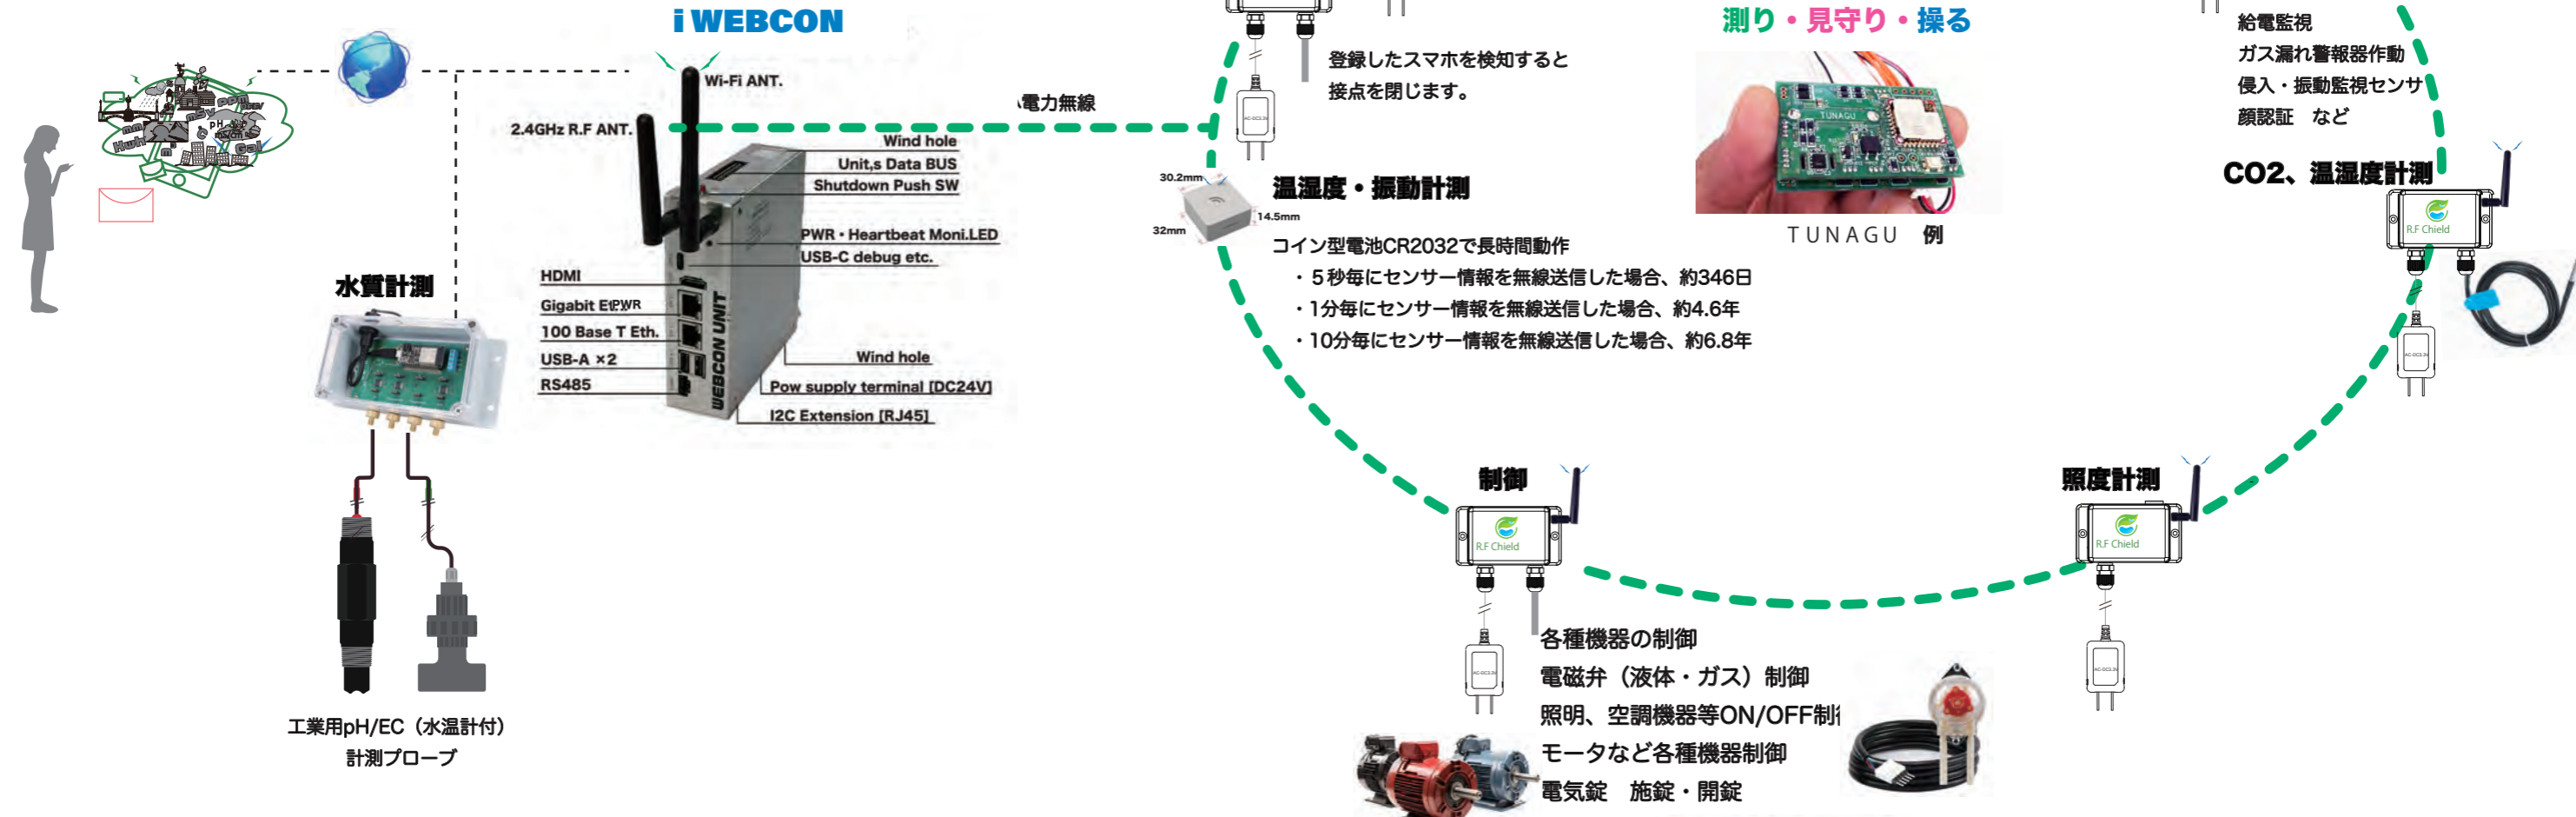 i WEBCON
Wi-Fi ANT.
2.4GHz R.F ANT.
Wind hole
Unit,s Data BUS
Shutdown Push SW
PWR・Heartbeat Moni.LED
USB-C debug etc.
HDMI
100 Base T Eth.
USB-A ×2
RS485
WEBCON UNIT
Wind hole
Pow supply terminal [DC24V]
I2C Extension [RJ45]
水質計測
工業用pH/EC（水温計付）
計測プローブ
電力無線
登録したスマホを検知すると
接点を閉じます。
AC-DC3.3V
30.2mm
14.5mm
32mm
温湿度・振動計測
コイン型電池CR2032で長時間動作
・５秒毎にセンサー情報を無線送信した場合、約346日
・1分毎にセンサー情報を無線送信した場合、約4.6年
・10分毎にセンサー情報を無線送信した場合、約6.8年
測り・見守り・操る
TUNAGU
TUNAGU 例
給電監視
ガス漏れ警報器作動
侵入・振動監視センサ
顔認証　など
CO2、温湿度計測
R.F Chield
AC-DC3.3V
制御
R.F Chield
AC-DC3.3V
各種機器の制御
電磁弁（液体・ガス）制御
照明、空調機器等ON/OFF制
モータなど各種機器制御
電気錠　施錠・開錠
照度計測
R.F Chield
AC-DC3.3V